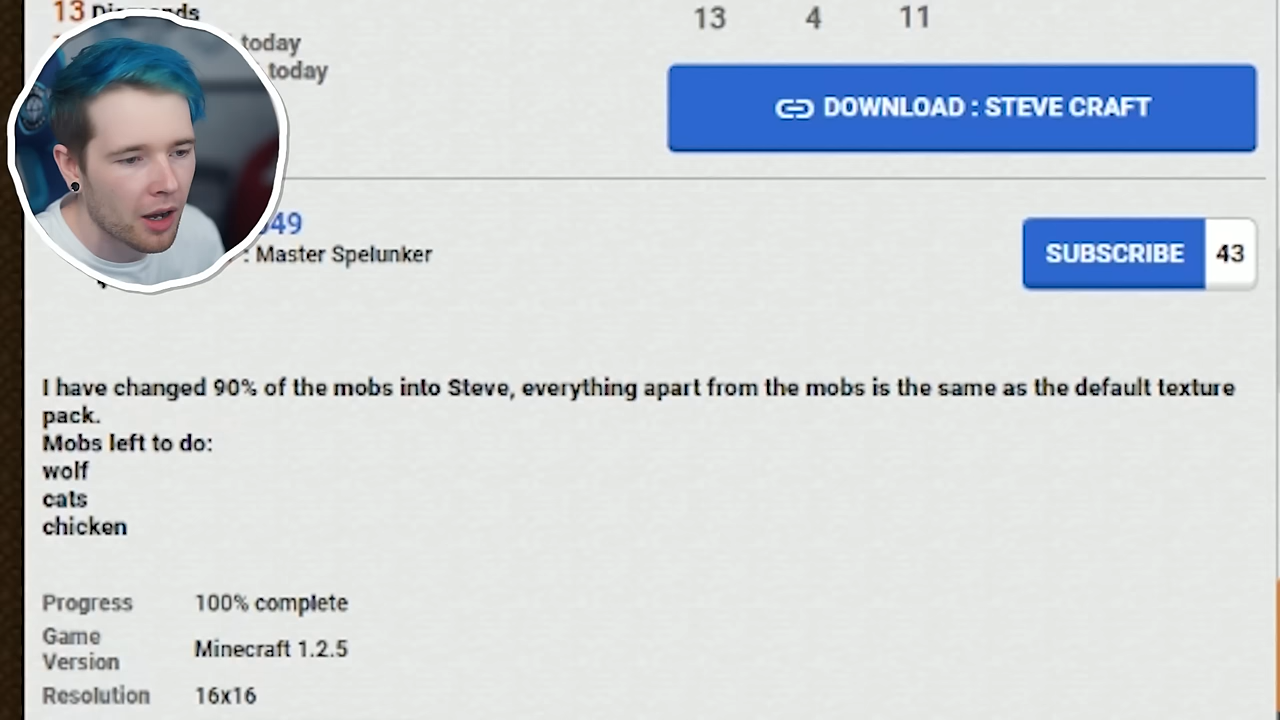 13 Diamonds
today
today
13 4 11
DOWNLOAD : STEVE CRAFT
49
: Master Spelunker
SUBSCRIBE 43
I have changed 90% of the mobs into Steve, everything apart from the mobs is the same as the default texture
pack.
Mobs left to do:
wolf
cats
chicken
Progress 100% complete
Game
Version Minecraft 1.2.5
Resolution 16x16